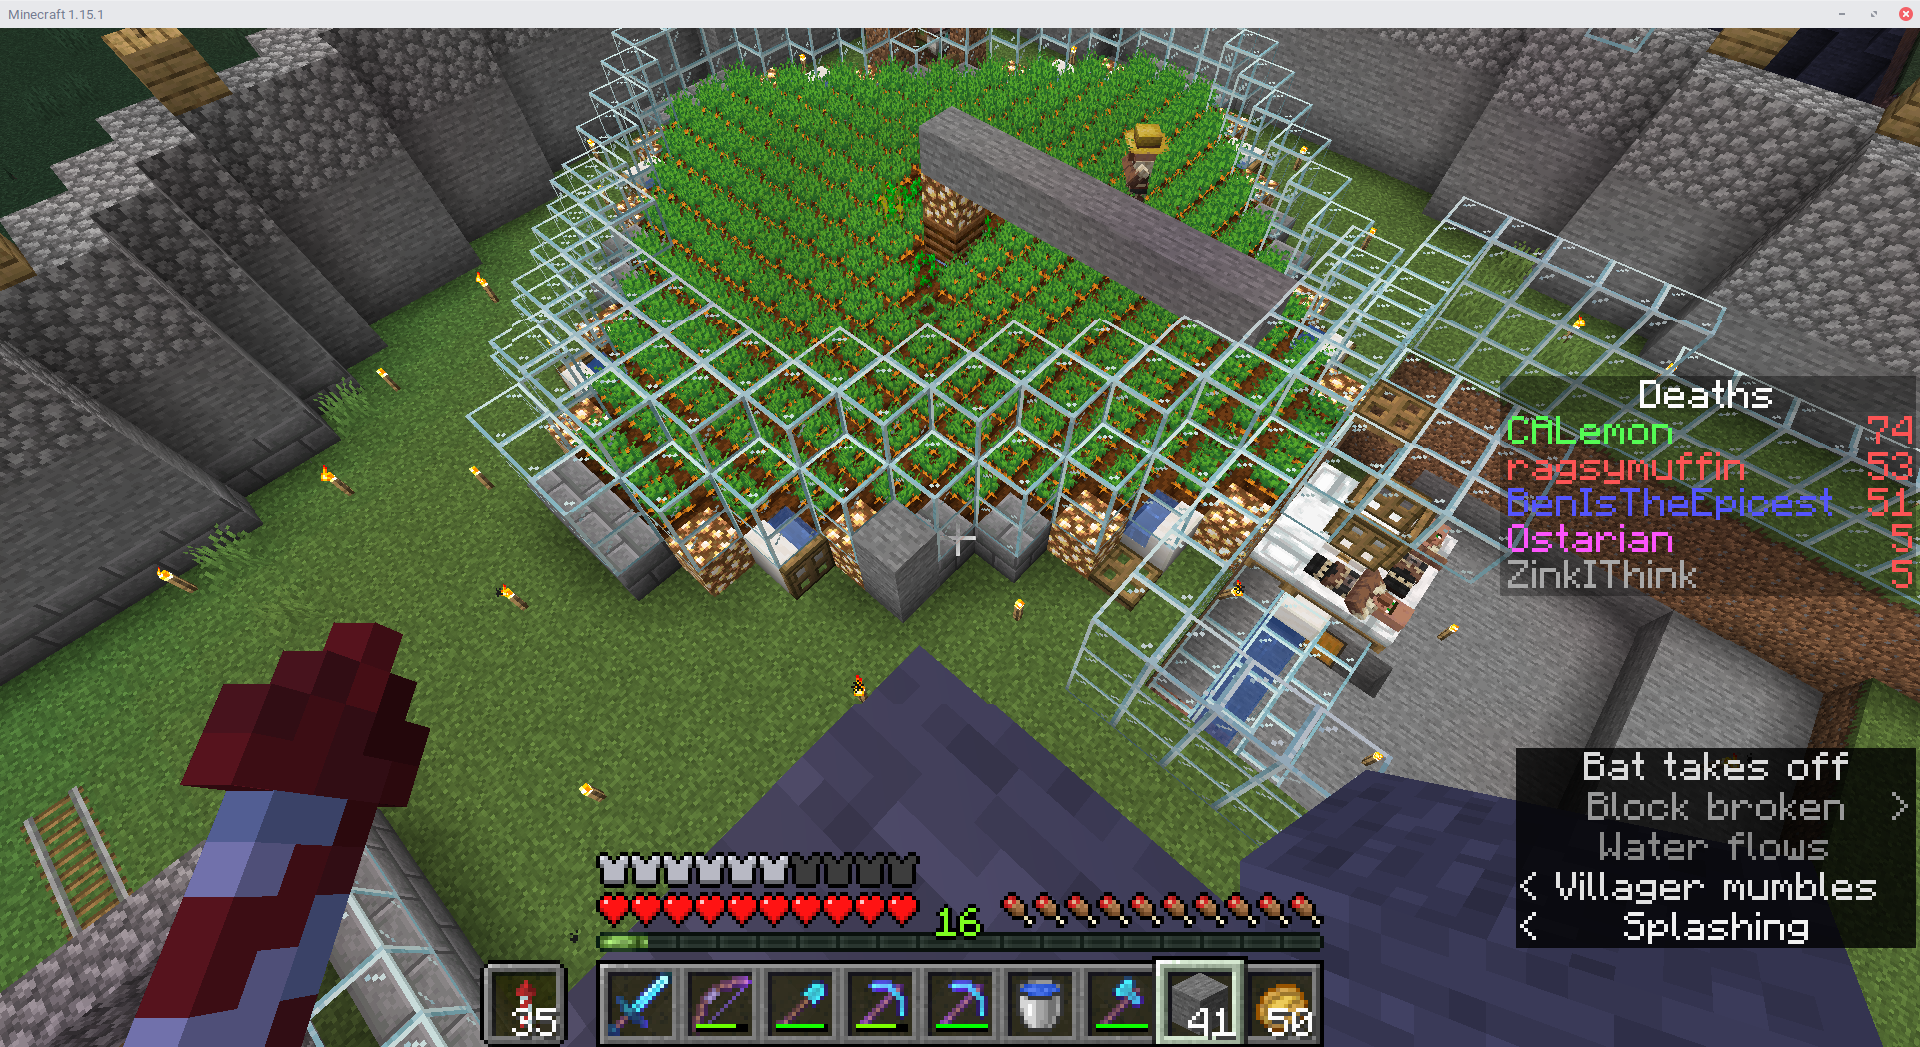 Minecraft 1.15.1
Deaths
CALemon 74
ragsymuffin 53
BenIsTheEpicest 51
Ostarian 5
ZinkIThink 5
Bat takes off
Block broken >
Water flows
< Villager mumbles
< Splashing
16
35 41 50